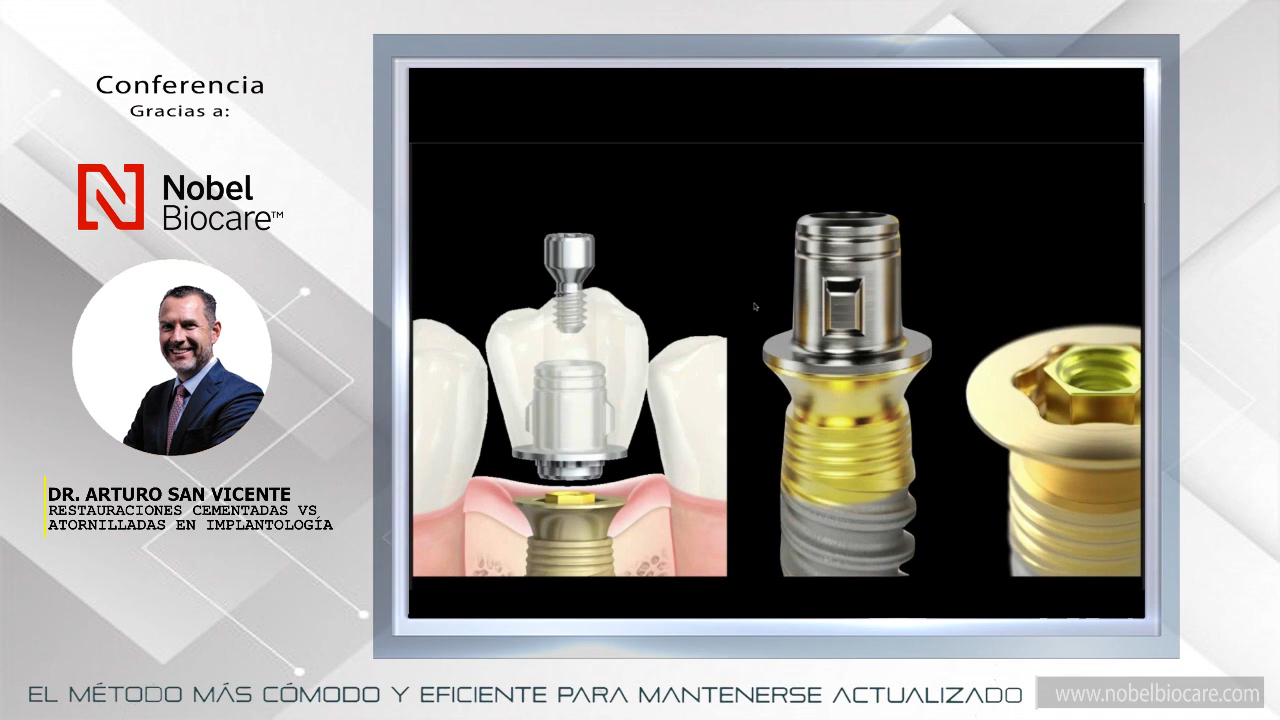 Conferencia
Gracias a:
Nobel
Biocare™
DR. ARTURO SAN VICENTE
RESTAURACIONES CEMENTADAS VS
ATORNILLADAS EN IMPLANTOLOGÍA
EL MÉTODO MÁS CÓMODO Y EFICIENTE PARA MANTENERSE ACTUALIZADO
www.nobelbiocare.com